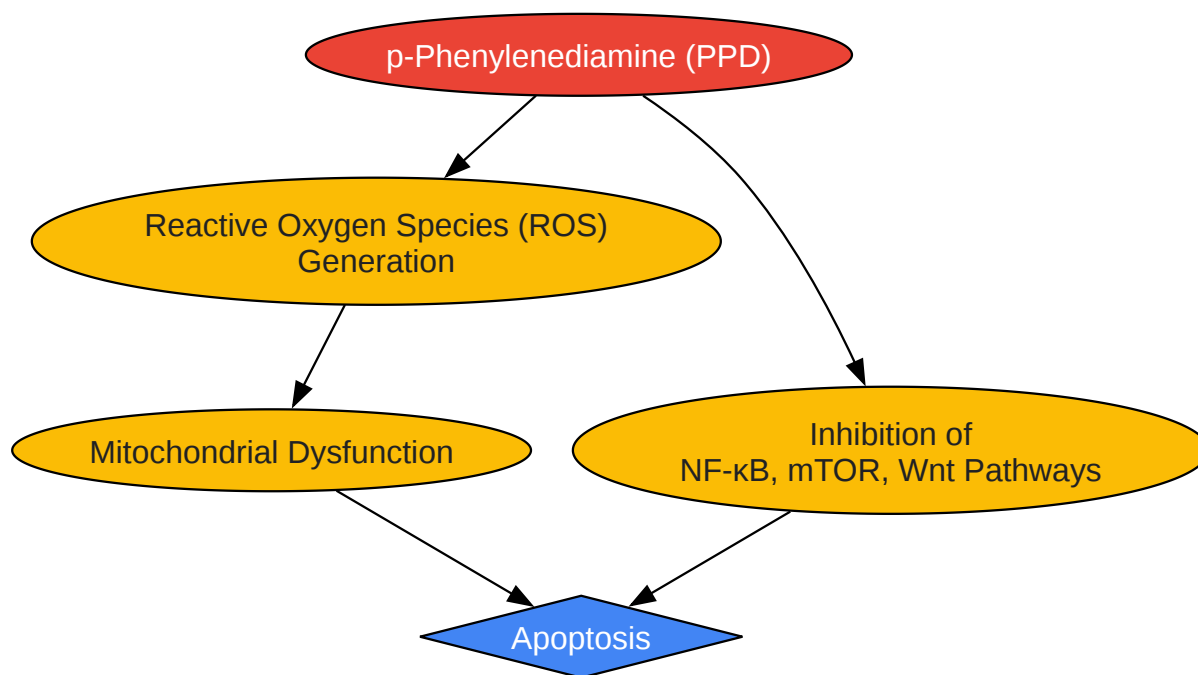 p-Phenylenediamine (PPD)
Reactive Oxygen Species (ROS)
Generation
Mitochondrial Dysfunction
Inhibition of
NF-κB, mTOR, Wnt Pathways
Apoptosis